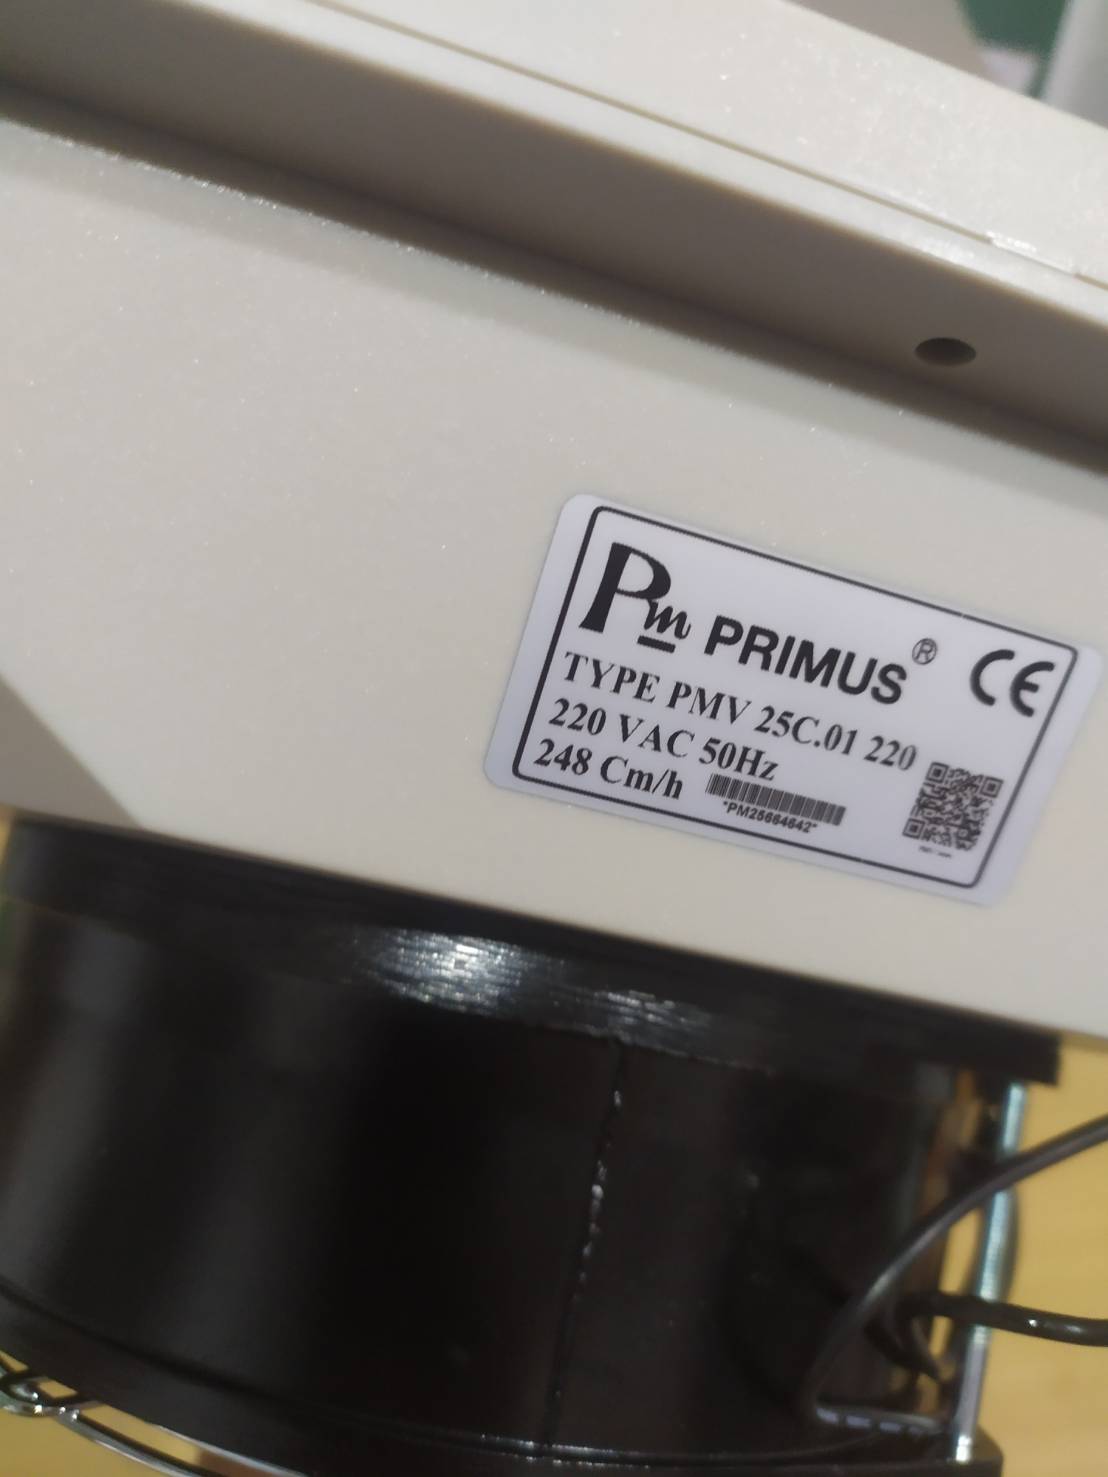 Pm PRIMUS® CE
TYPE PMV 25C.01 220
220 VAC 50Hz
248 Cm/h
*PM25664642*